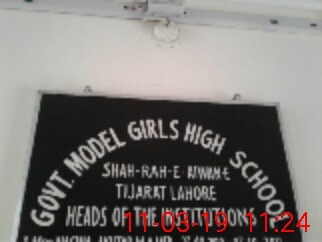 GOVT. MODEL GIRLS HIGH SCHOOL
SHAH-RAH-E-AIWAN-E
TIJARAT LAHORE
HEADS OF THE INSTITUTIONS
11-03-19 11:24